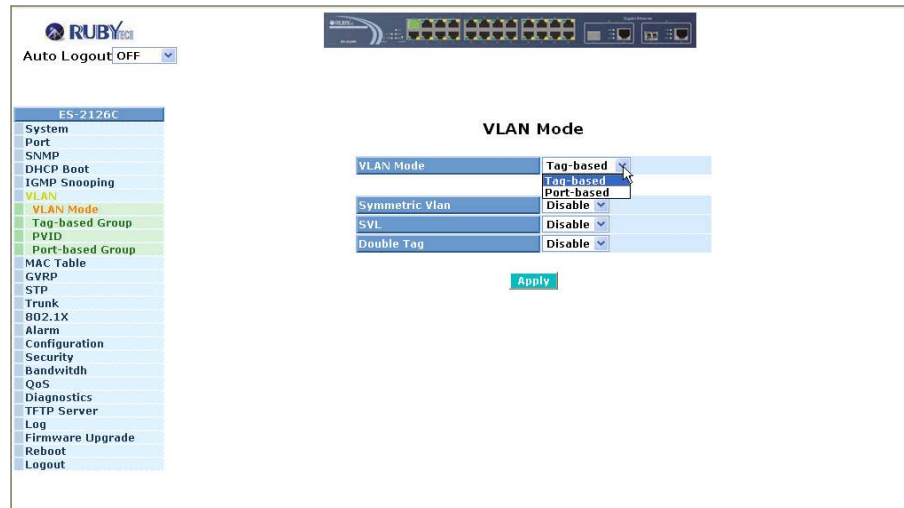 RUBYTECH
Auto Logout OFF
ES-2126C
System
Port
SNMP
DHCP Boot
IGMP Snooping
VLAN
VLAN Mode
Tag-based Group
PVID
Port-based Group
MAC Table
GVRP
STP
Trunk
802.1X
Alarm
Configuration
Security
Bandwitdh
QoS
Diagnostics
TFTP Server
Log
Firmware Upgrade
Reboot
Logout
VLAN Mode
VLAN Mode Tag-based
Tag-based
Port-based
Symmetric Vlan Disable
SVL Disable
Double Tag Disable
Apply